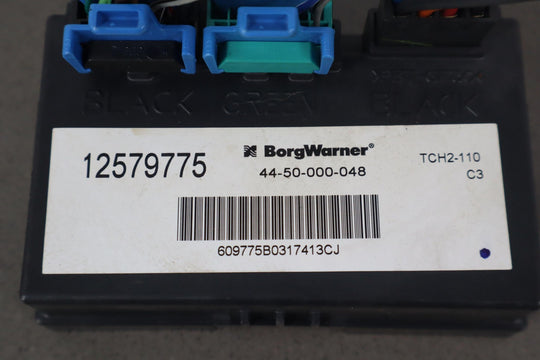 BLACK GREEN BLACK
12579775
BorgWarner®
44-50-000-048
TCH2-110
C3
609775B0317413CJ